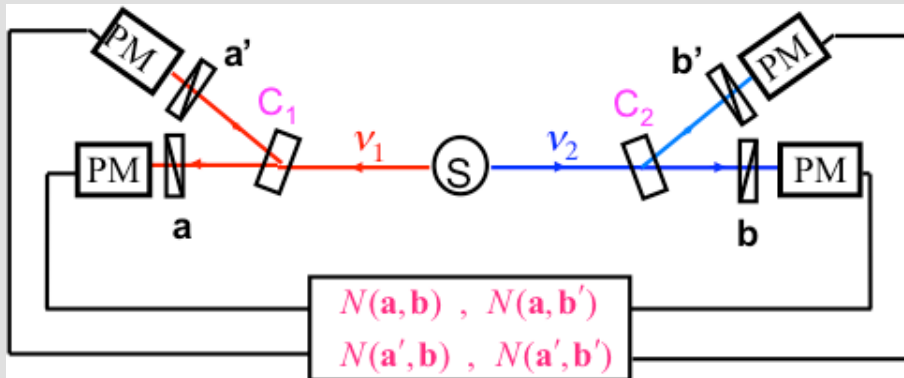 PM
a’
b’
PM
C₁
C₂
ν₁
ν₂
PM
S
PM
a
b
N(a,b) , N(a,b′)
N(a′,b) , N(a′,b′)